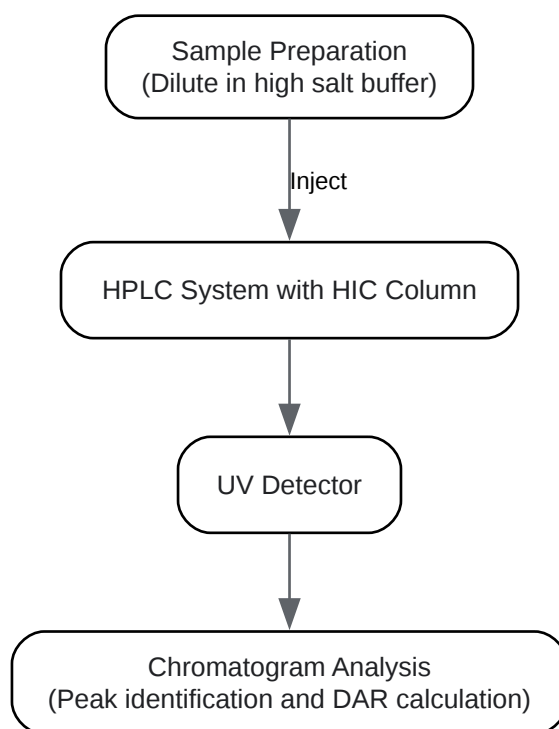 Sample Preparation
(Dilute in high salt buffer)
Inject
HPLC System with HIC Column
UV Detector
Chromatogram Analysis
(Peak identification and DAR calculation)